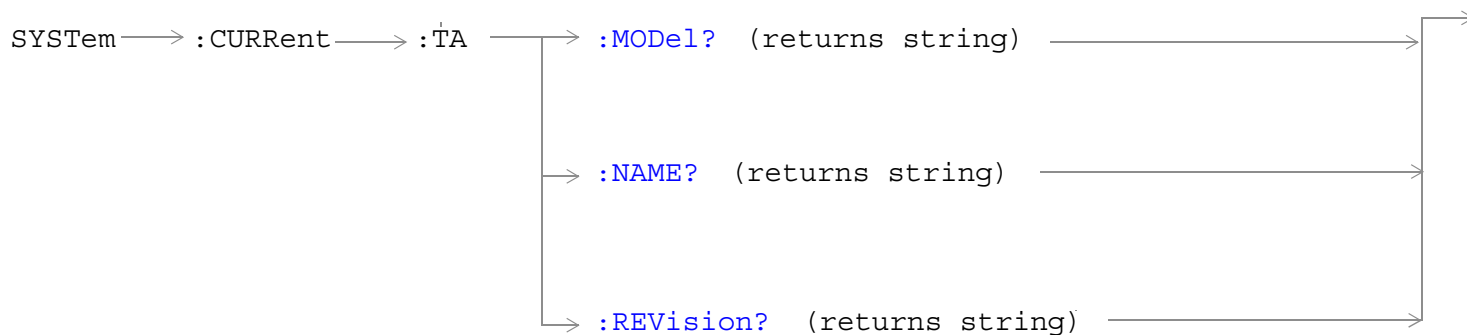 SYSTem :CURRent :TA :MODel? (returns string)
:NAME? (returns string)
:REVision? (returns string)